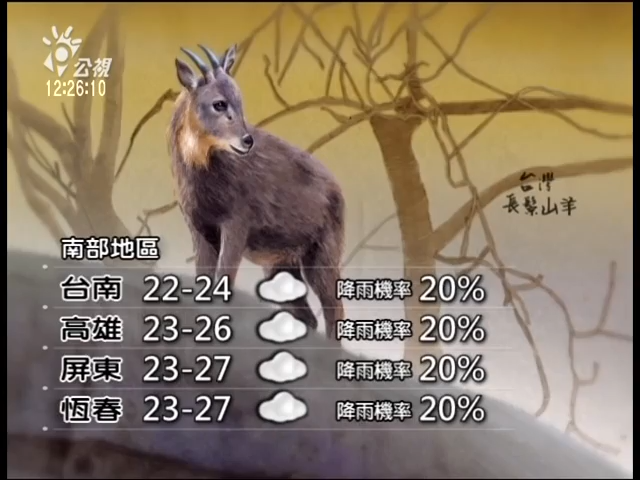 公視
12:26:10
台灣
長鬃山羊
南部地區
台南 22-24 降雨機率 20%
高雄 23-26 降雨機率 20%
屏東 23-27 降雨機率 20%
恆春 23-27 降雨機率 20%